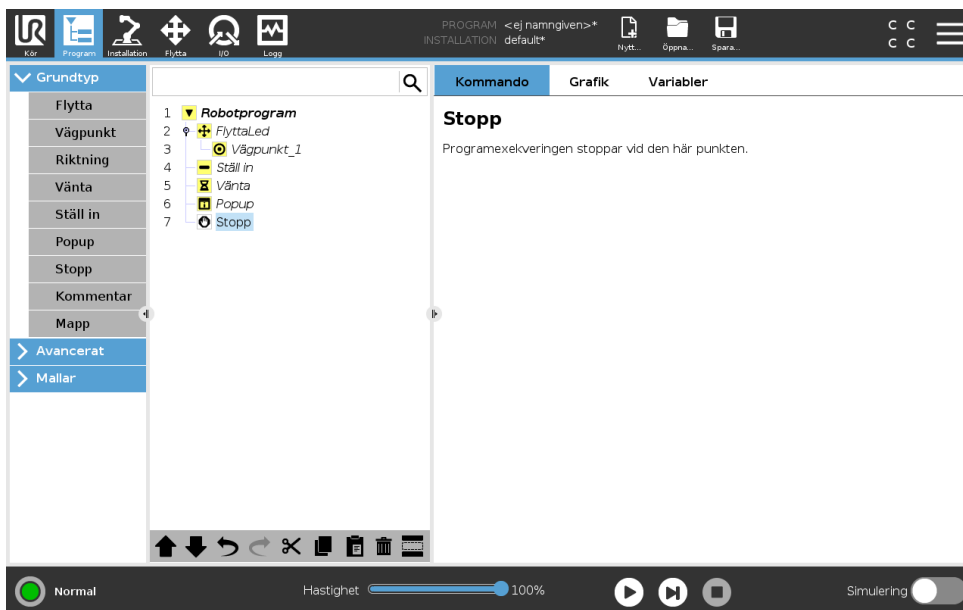 PROGRAM <ej namngiven>*
INSTALLATION default*
C C
C C
Kör Program Installation Flytta I/O Logg Nytt... Öppna... Spara...
Grundtyp
Flytta
Vägpunkt
Riktning
Vänta
Ställ in
Popup
Stopp
Kommentar
Mapp
Avancerat
Mallar
1 Robotprogram
2 FlyttaLed
3 Vägpunkt_1
4 Ställ in
5 Vänta
6 Popup
7 Stopp
Kommando Grafik Variabler
Stopp
Programexekveringen stoppar vid den här punkten.
Normal Hastighet 100% Simulering